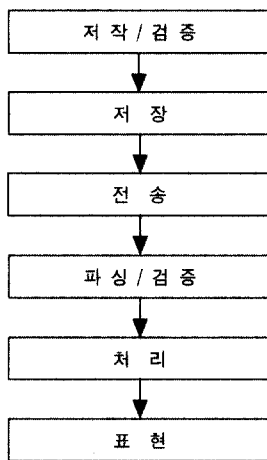 저 작 / 검 증
저 장
전 송
파 싱 / 검 증
처 리
표 현